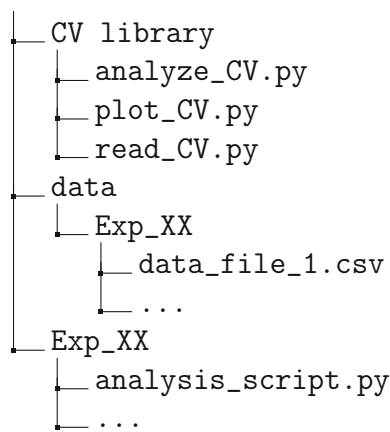 CV library
analyze_CV.py
plot_CV.py
read_CV.py
data
Exp_XX
data_file_1.csv
...
Exp_XX
analysis_script.py
...